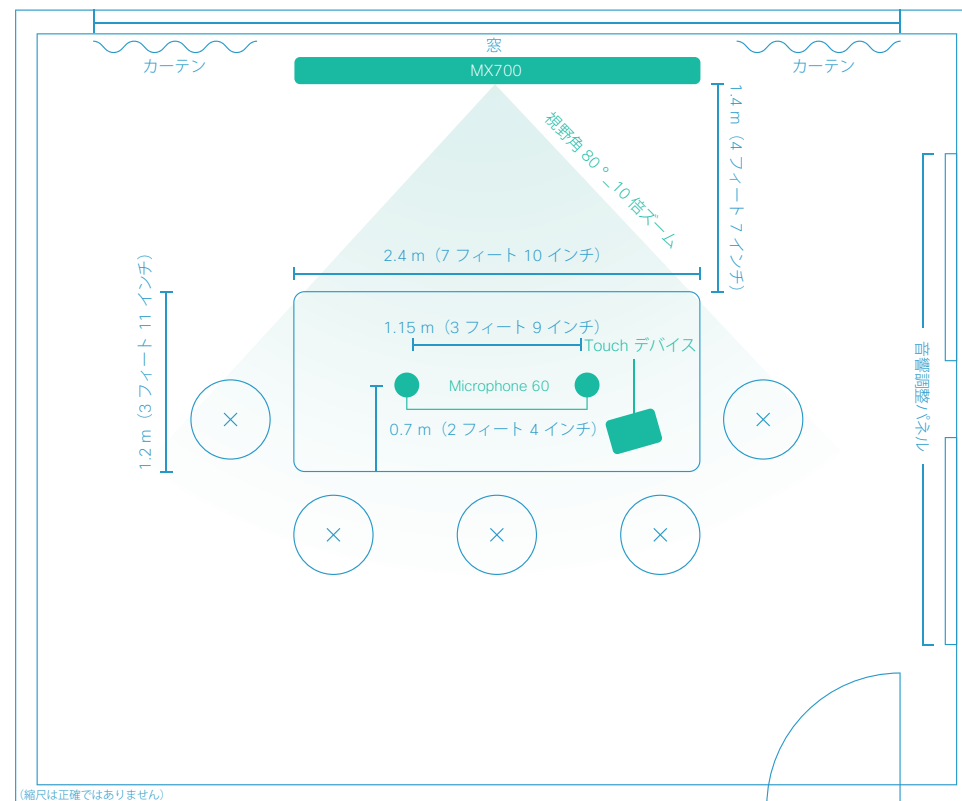 窓
カーテン
MX700
カーテン
視野角 80 °_ 10 倍ズーム
1.4 m（4 フィート 7 インチ）
2.4 m（7 フィート 10 インチ）
1.2 m（3 フィート 11 インチ）
1.15 m（3 フィート 9 インチ）
Touch デバイス
Microphone 60
0.7 m（2 フィート 4 インチ）
音響調整パネル
（縮尺は正確ではありません）